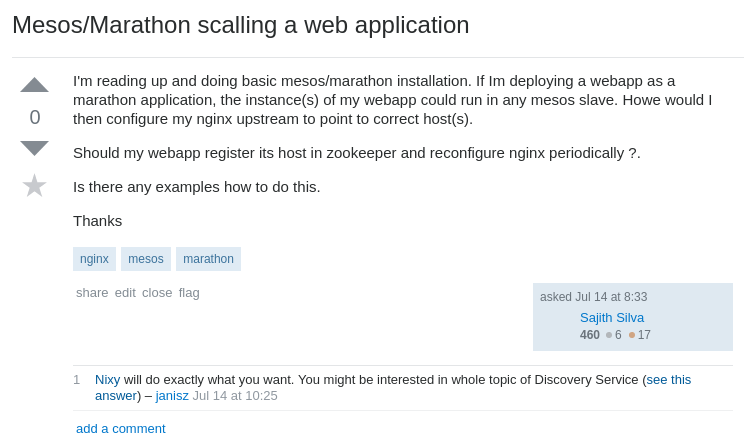 Mesos/Marathon scalling a web application
I'm reading up and doing basic mesos/marathon installation. If Im deploying a webapp as a
marathon application, the instance(s) of my webapp could run in any mesos slave. Howe would I
then configure my nginx upstream to point to correct host(s).
0
Should my webapp register its host in zookeeper and reconfigure nginx periodically ?.
Is there any examples how to do this.
Thanks
nginx mesos marathon
share edit close flag
asked Jul 14 at 8:33
Sajith Silva
460 6 17
1 Nixy will do exactly what you want. You might be interested in whole topic of Discovery Service (see this
answer) – janisz Jul 14 at 10:25
add a comment